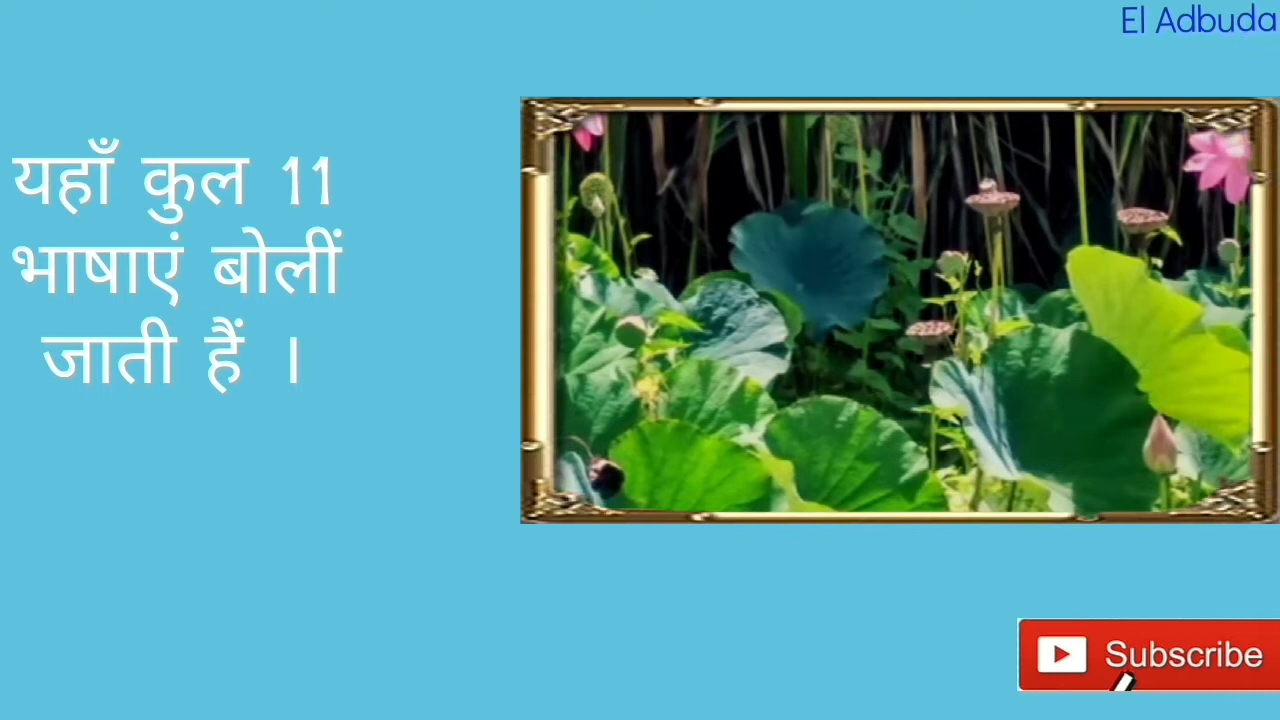 El Adbuda
यहाँ कुल 11
भाषाएं बोलीं
जाती हैं ।
Subscribe